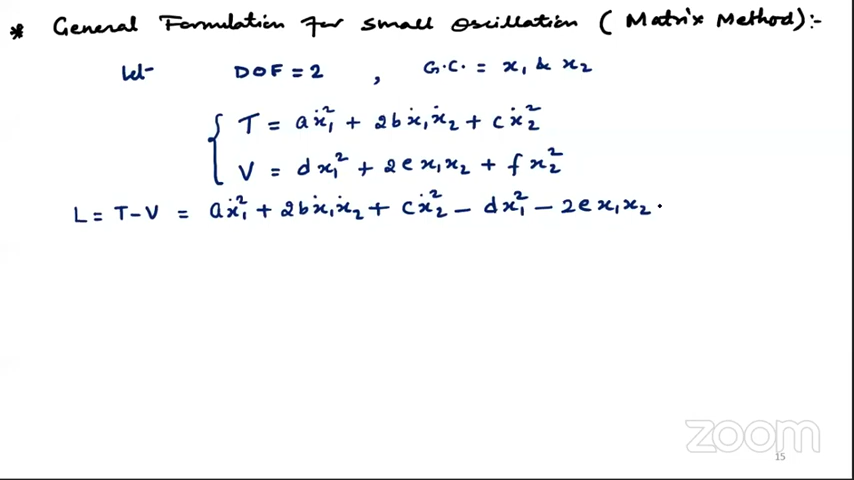 * General Formulation for Small Oscillation ( Matrix Method):-
Let DOF = 2 , G.C. = x₁ & x₂
T = aẋ₁² + 2bẋ₁ẋ₂ + cẋ₂²
V = dx₁² + 2ex₁x₂ + fx₂²
L = T-V = aẋ₁² + 2bẋ₁ẋ₂ + cẋ₂² - dx₁² - 2ex₁x₂
zoom
15